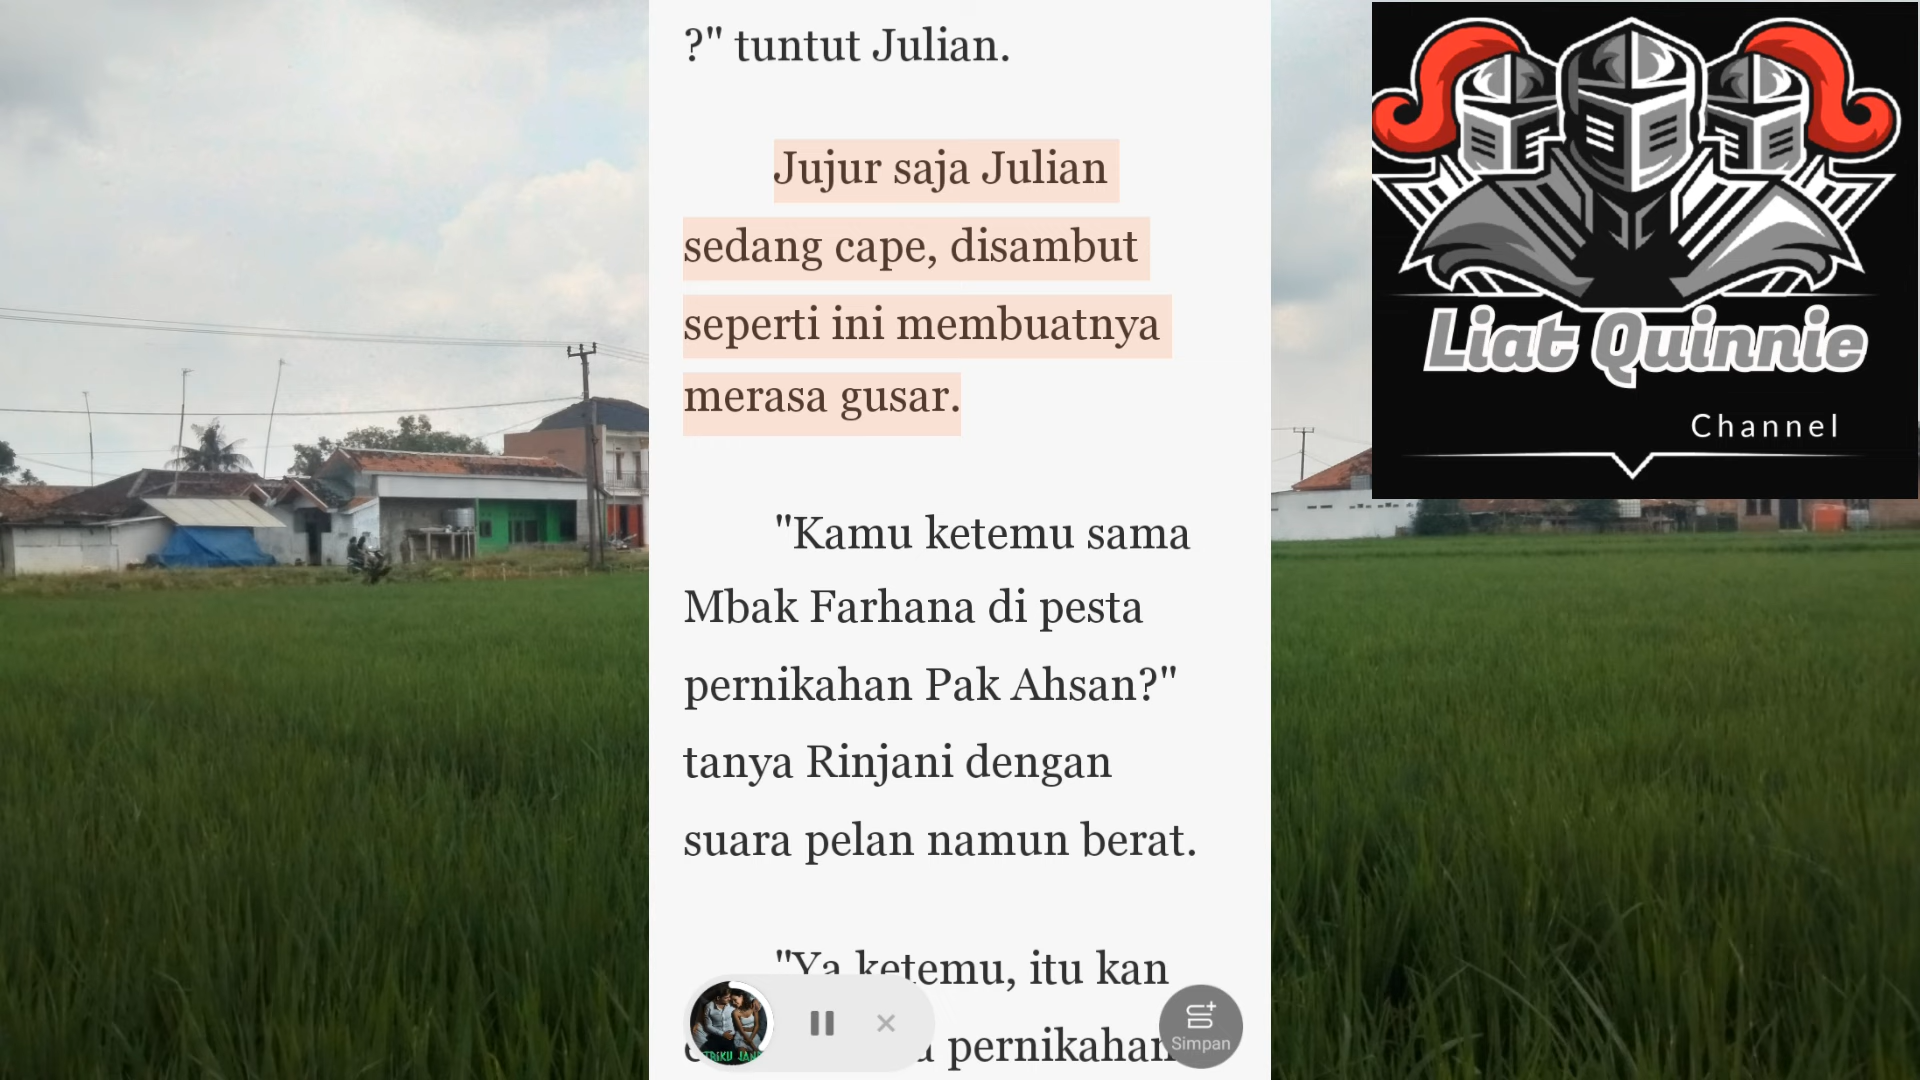 ?" tuntut Julian.
Jujur saja Julian
sedang cape, disambut
seperti ini membuatnya
merasa gusar.
"Kamu ketemu sama
Mbak Farhana di pesta
pernikahan Pak Ahsan?"
tanya Rinjani dengan
suara pelan namun berat.
"Ya ketemu, itu kan
pernikahan
Simpan
Liat Quinnie
Channel